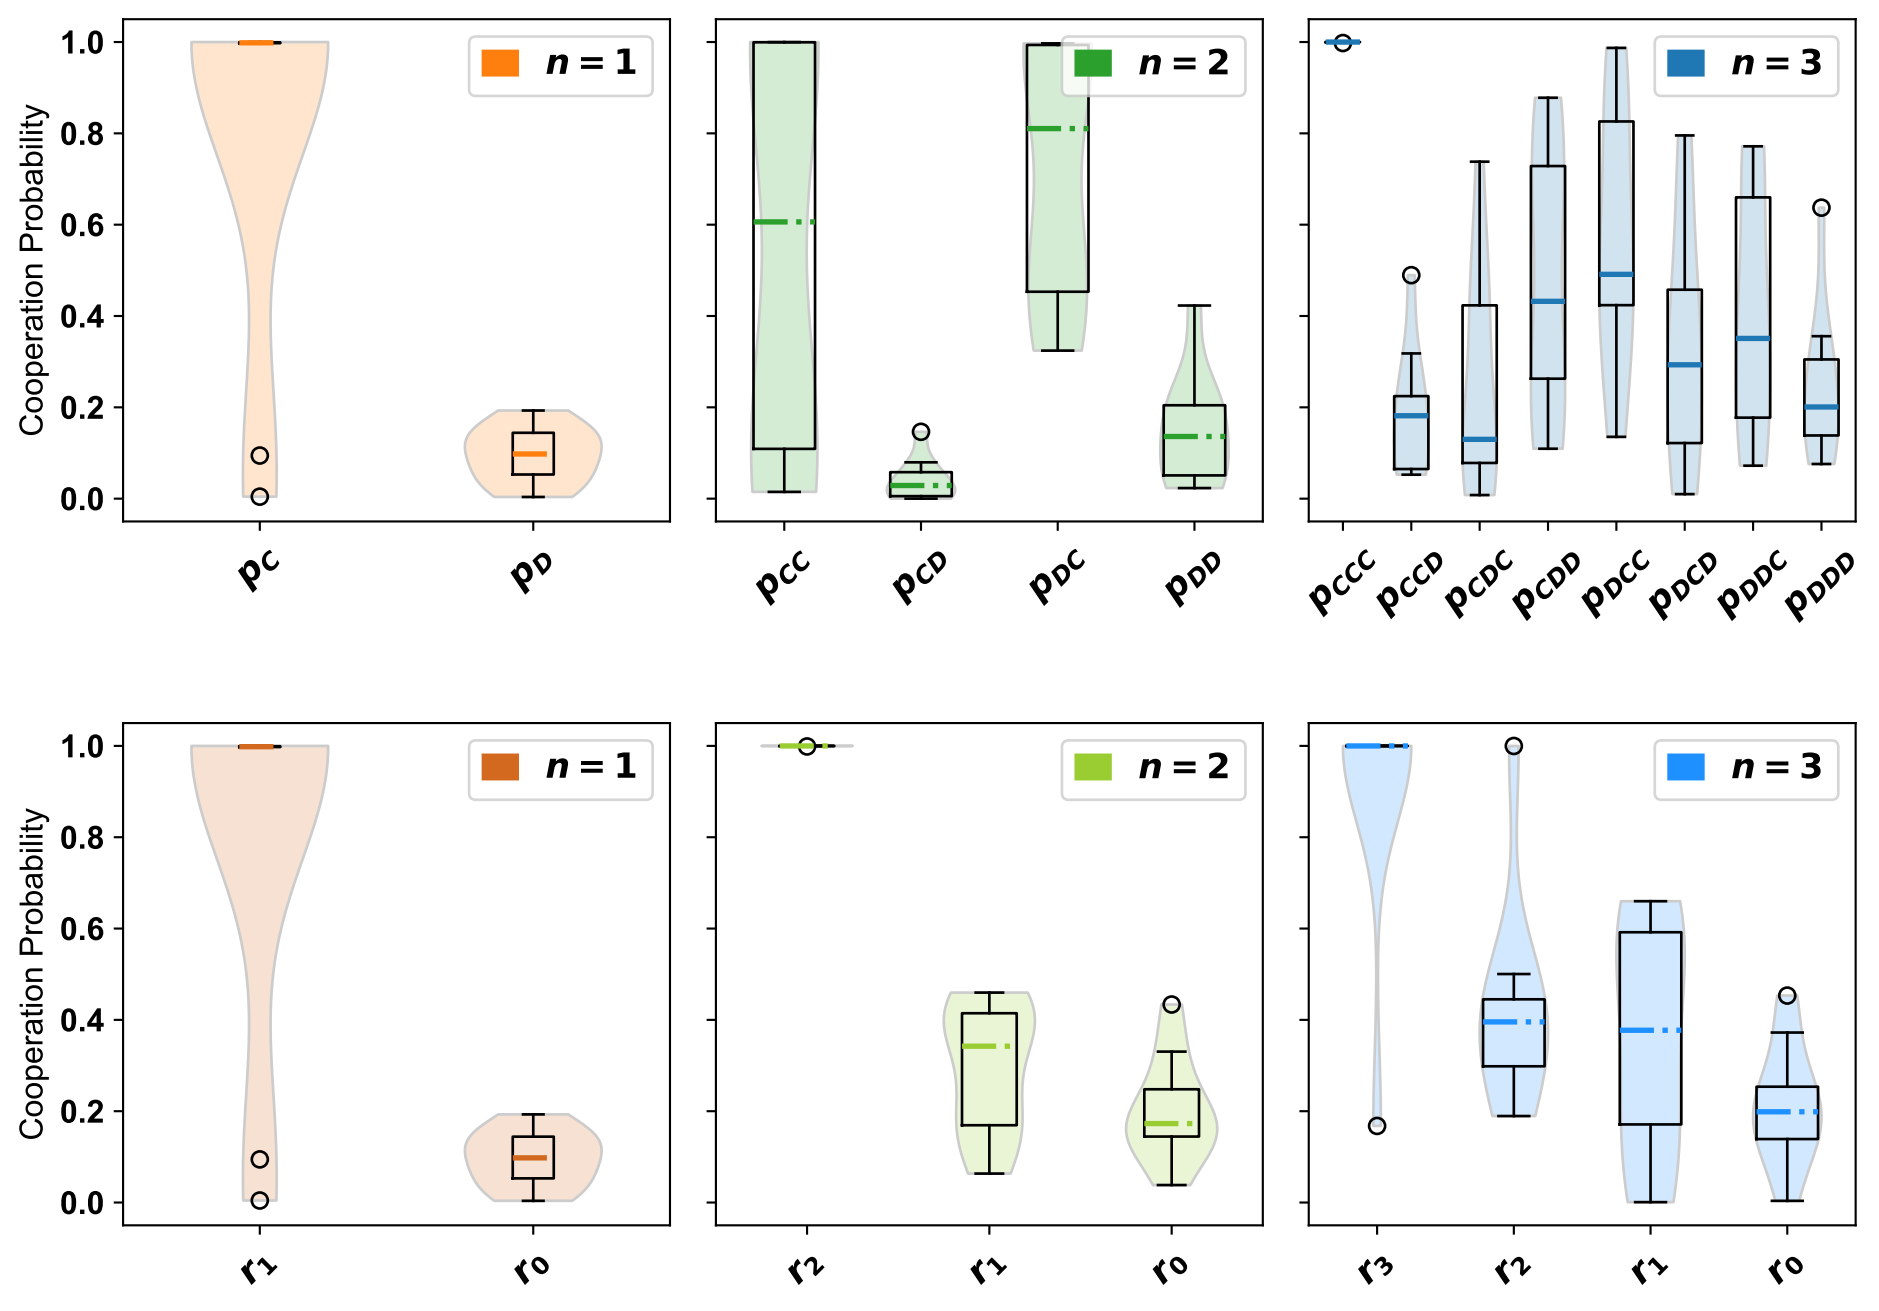 Cooperation Probability
1.0
0.8
0.6
0.4
0.2
0.0
n = 1
n = 2
n = 3
pC pD
pCC pCD pDC pDD
pCCC pCCD pCDC pCDD pDCC pDCD pDDC pDDD
Cooperation Probability
1.0
0.8
0.6
0.4
0.2
0.0
n = 1
n = 2
n = 3
r1 r0
r2 r1 r0
r3 r2 r1 r0